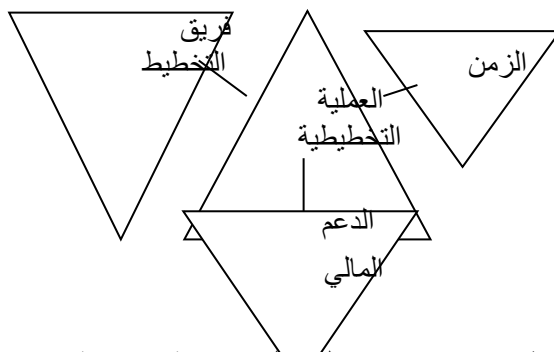 فريق
التخطيط
الزمن
العملية
التخطيطية
الدعم
المالي